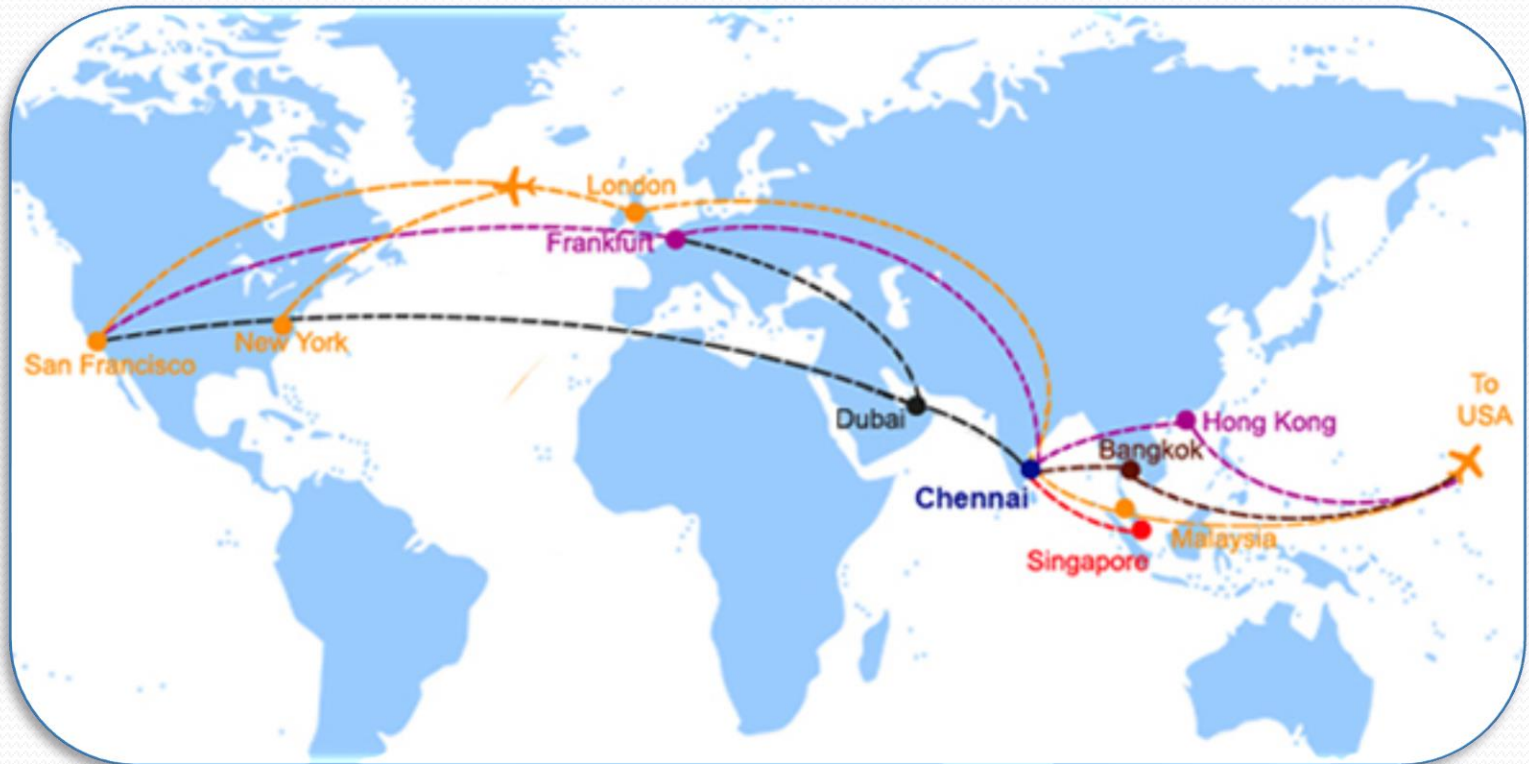 London
Frankfurt
New York
San Francisco
To
USA
Dubai
Hong Kong
Bangkok
Chennai
Malaysia
Singapore